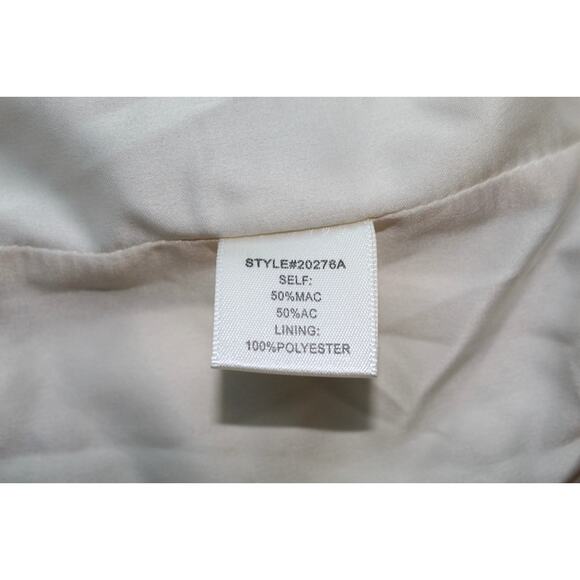 STYLE#20276A
SELF:
50%MAC
50%AC
LINING:
100%POLYESTER